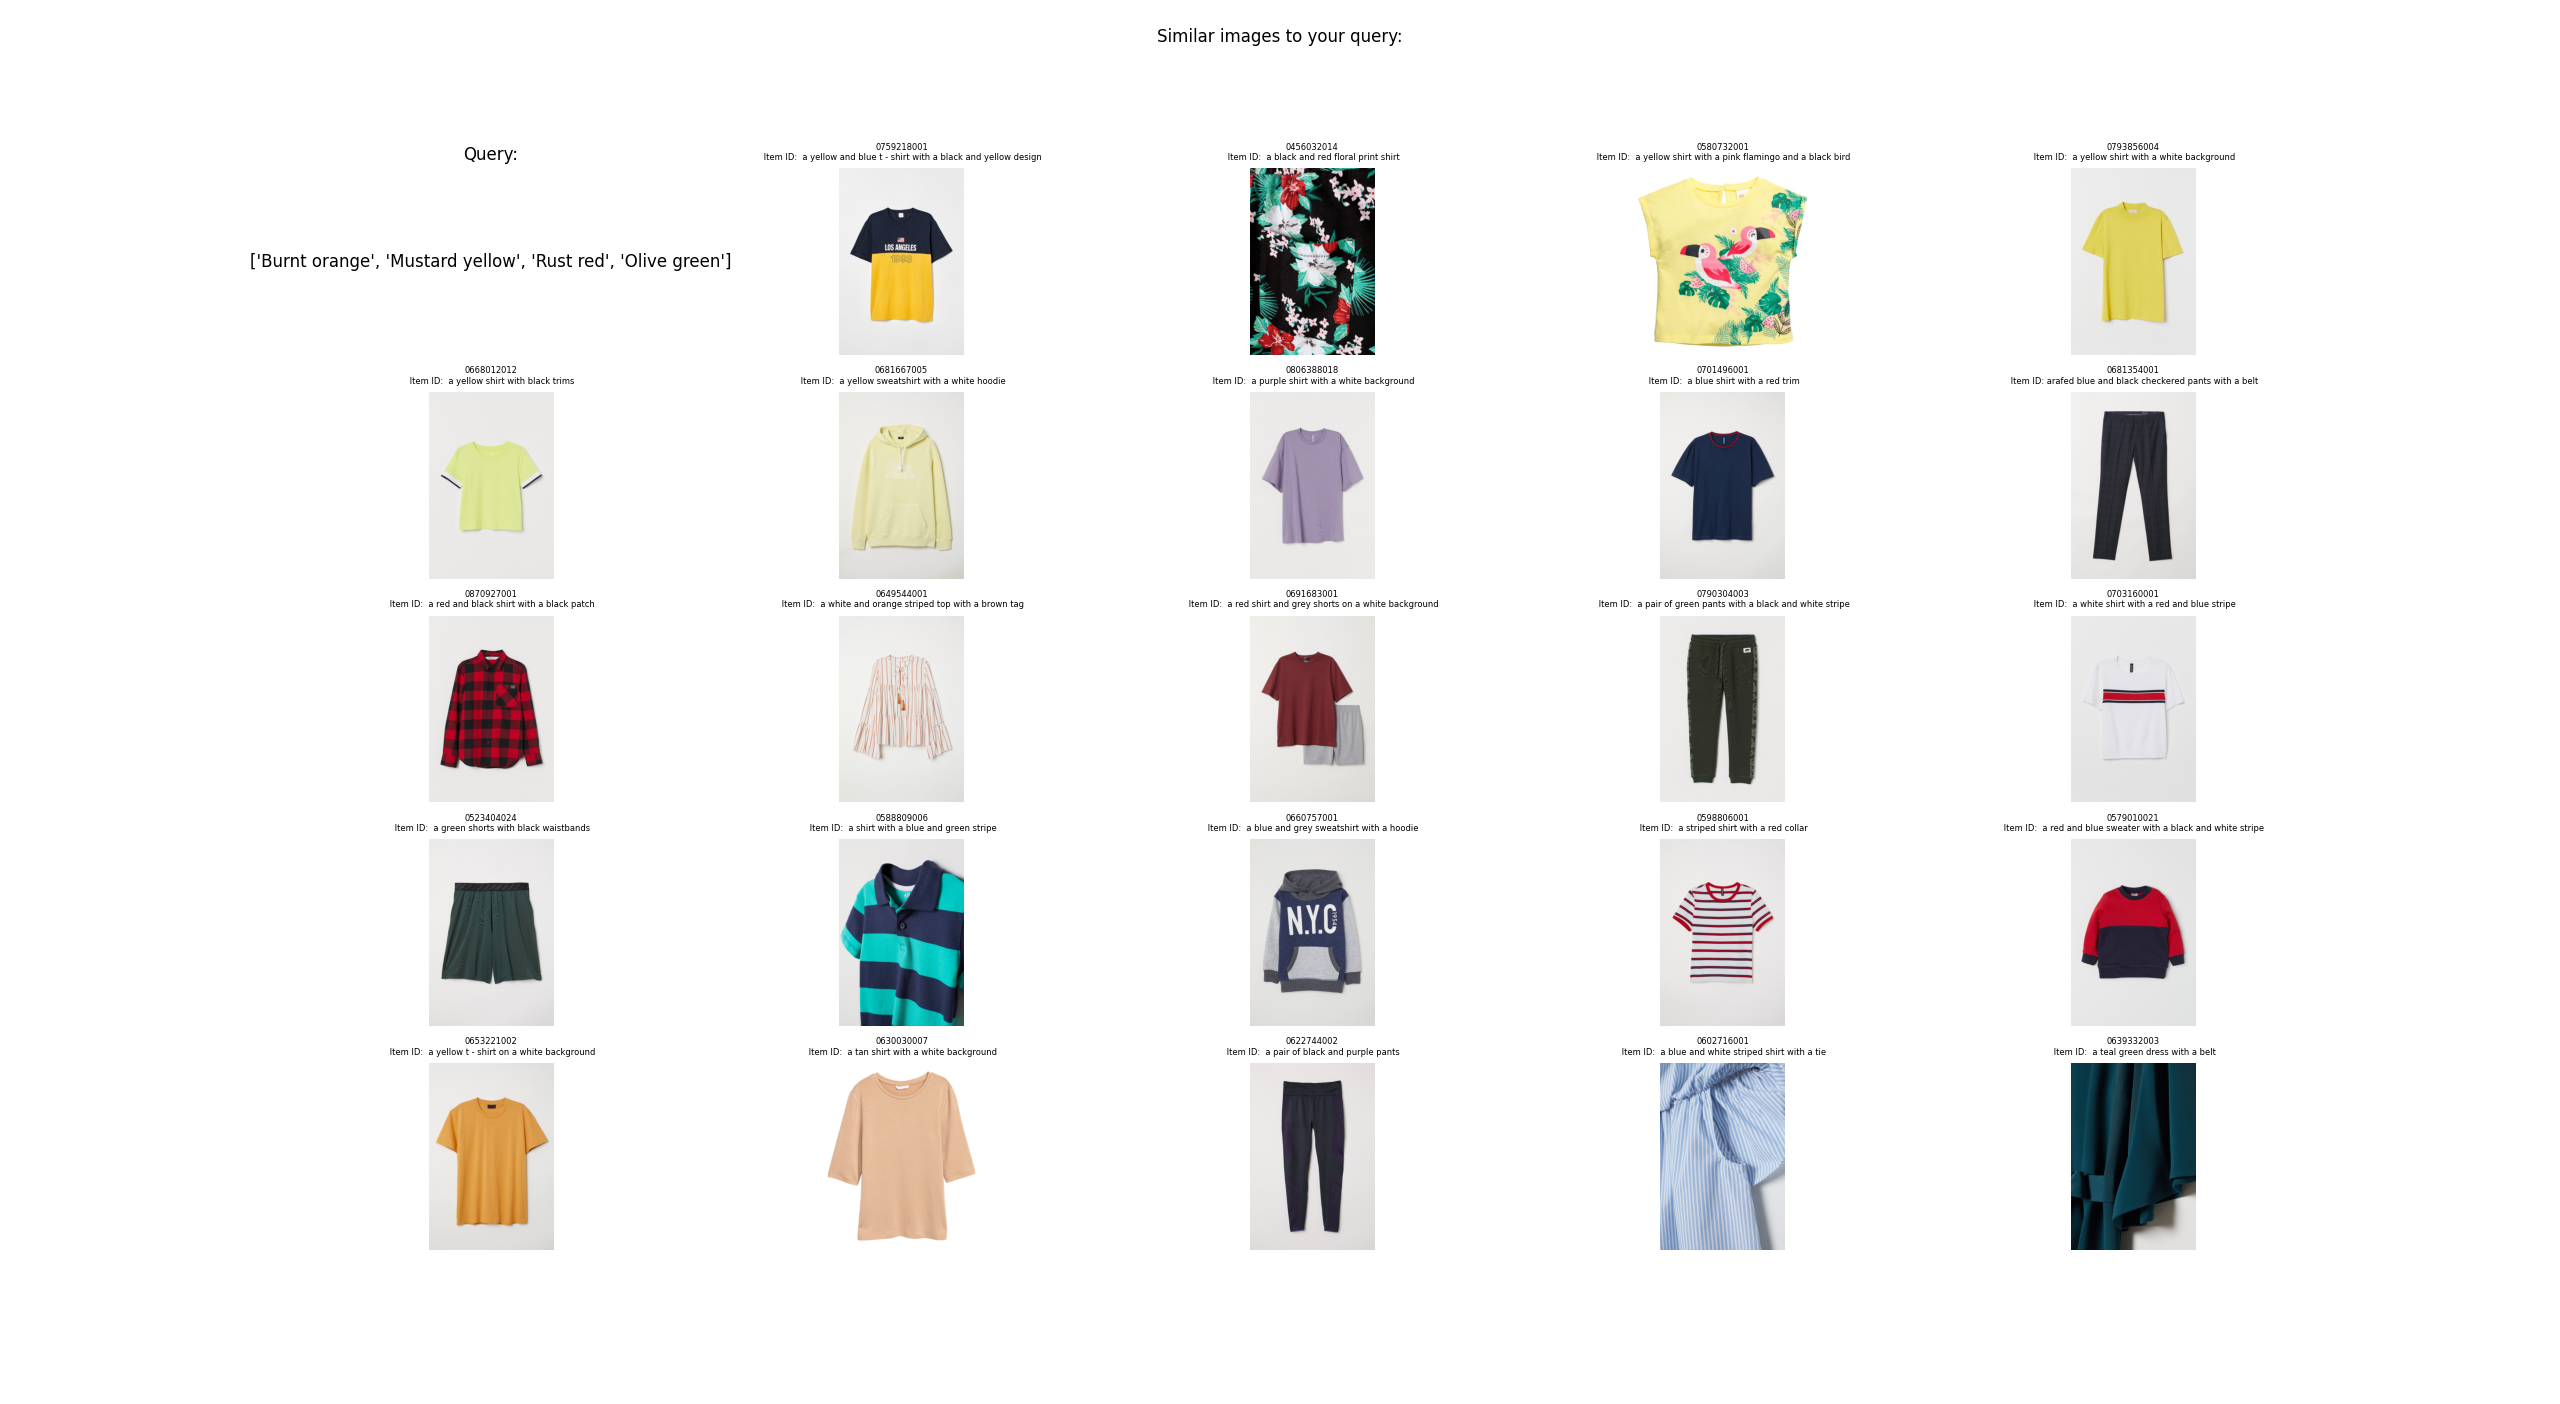 Similar images to your query:
Query:
['Burnt orange', 'Mustard yellow', 'Rust red', 'Olive green']
0759218001
Item ID:  a yellow and blue t - shirt with a black and yellow design
LOS ANGELES
1993
0456032014
Item ID:  a black and red floral print shirt
0580732001
Item ID:  a yellow shirt with a pink flamingo and a black bird
0793856004
Item ID:  a yellow shirt with a white background
0668012012
Item ID:  a yellow shirt with black trims
0681667005
Item ID:  a yellow sweatshirt with a white hoodie
0806388018
Item ID:  a purple shirt with a white background
0701496001
Item ID:  a blue shirt with a red trim
0681354001
Item ID: arafed blue and black checkered pants with a belt
0870927001
Item ID:  a red and black shirt with a black patch
0649544001
Item ID:  a white and orange striped top with a brown tag
0691683001
Item ID:  a red shirt and grey shorts on a white background
0790304003
Item ID:  a pair of green pants with a black and white stripe
0703160001
Item ID:  a white shirt with a red and blue stripe
0523404024
Item ID:  a green shorts with black waistbands
0588809006
Item ID:  a shirt with a blue and green stripe
0660757001
Item ID:  a blue and grey sweatshirt with a hoodie
N.Y.C
0598806001
Item ID:  a striped shirt with a red collar
0579010021
Item ID:  a red and blue sweater with a black and white stripe
0653221002
Item ID:  a yellow t - shirt on a white background
0630030007
Item ID:  a tan shirt with a white background
0622744002
Item ID:  a pair of black and purple pants
0602716001
Item ID:  a blue and white striped shirt with a tie
0639332003
Item ID:  a teal green dress with a belt